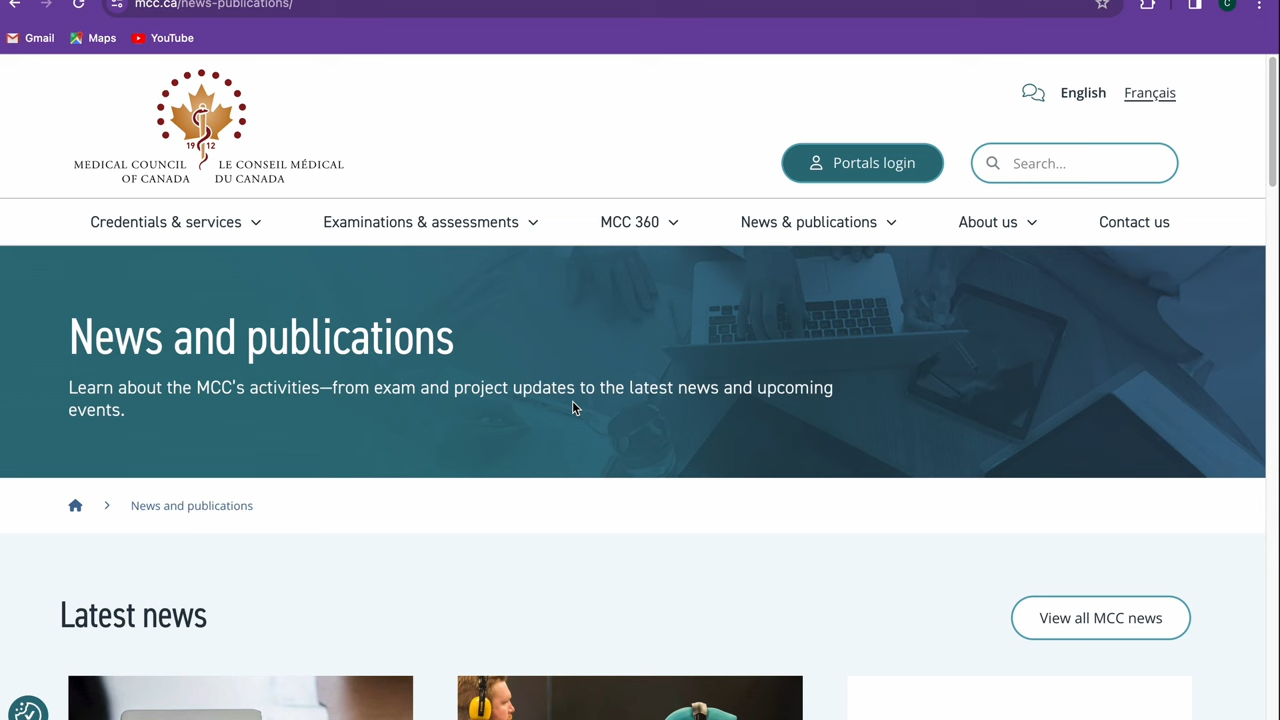 mcc.ca/news-publications/
C
Gmail
Maps
YouTube
English
Français
19 12
MEDICAL COUNCIL
OF CANADA
LE CONSEIL MÉDICAL
DU CANADA
Portals login
Search...
Credentials & services
Examinations & assessments
MCC 360
News & publications
About us
Contact us
News and publications
Learn about the MCC's activities—from exam and project updates to the latest news and upcoming
events.
News and publications
Latest news
View all MCC news